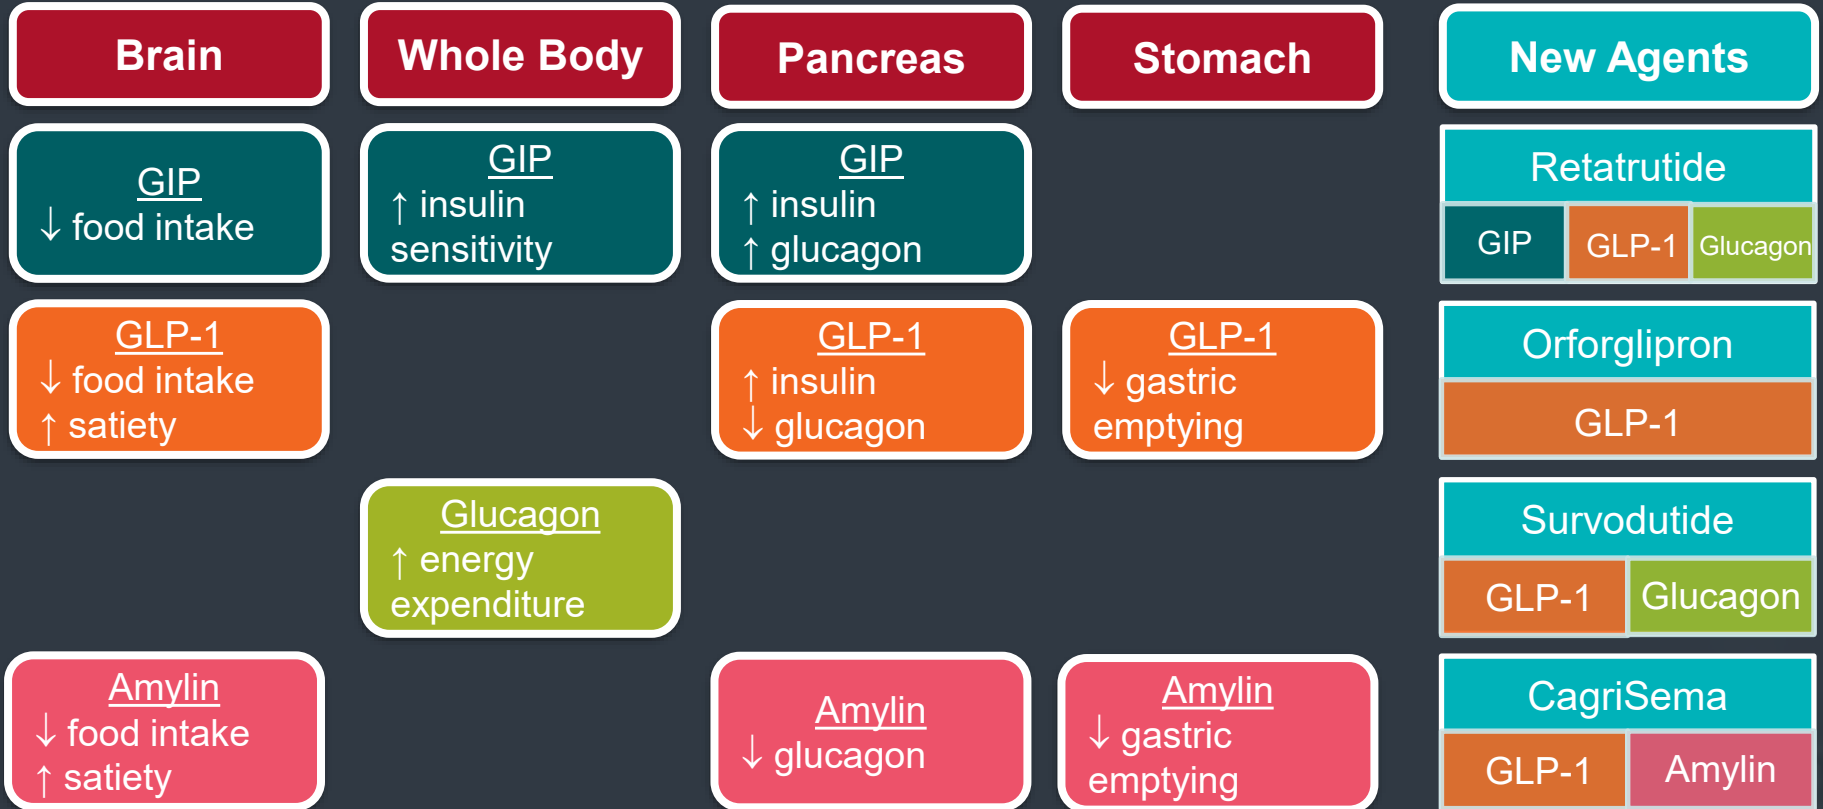 Brain
Whole Body
Pancreas
Stomach
New Agents
GIP
↓ food intake
GIP
↑ insulin
sensitivity
GIP
↑ insulin
↑ glucagon
Retatrutide
GIP
GLP-1
Glucagon
GLP-1
↓ food intake
↑ satiety
GLP-1
↑ insulin
↓ glucagon
GLP-1
↓ gastric
emptying
Orforglipron
GLP-1
Glucagon
↑ energy
expenditure
Survodutide
GLP-1
Glucagon
Amylin
↓ food intake
↑ satiety
Amylin
↓ glucagon
Amylin
↓ gastric
emptying
CagriSema
GLP-1
Amylin